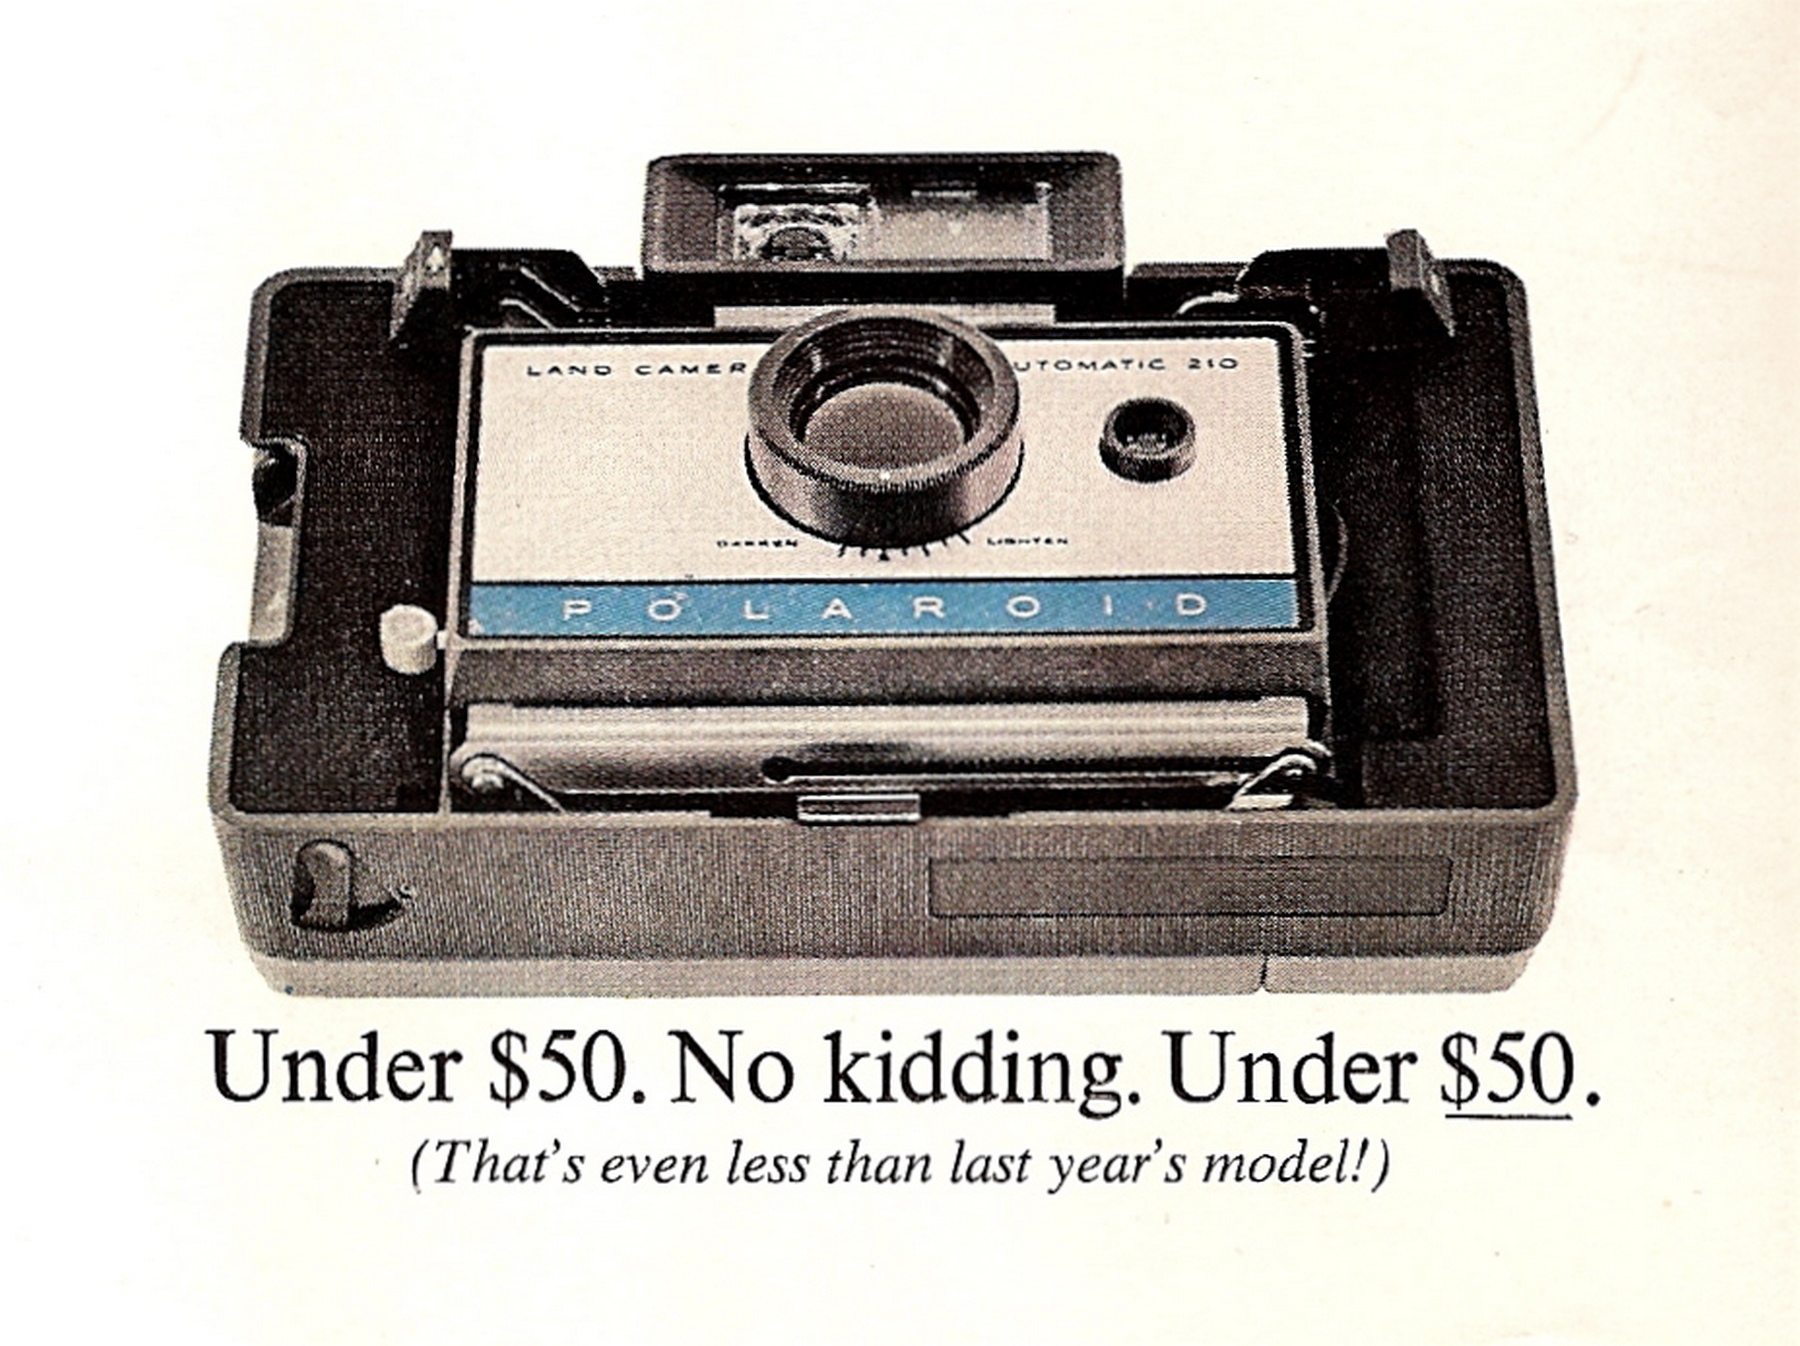 LAND CAMER UTOMATIC 210
DARKEN LIGHTEN
POLAROID
Under $50. No kidding. Under $50.
(That's even less than last year's model!)